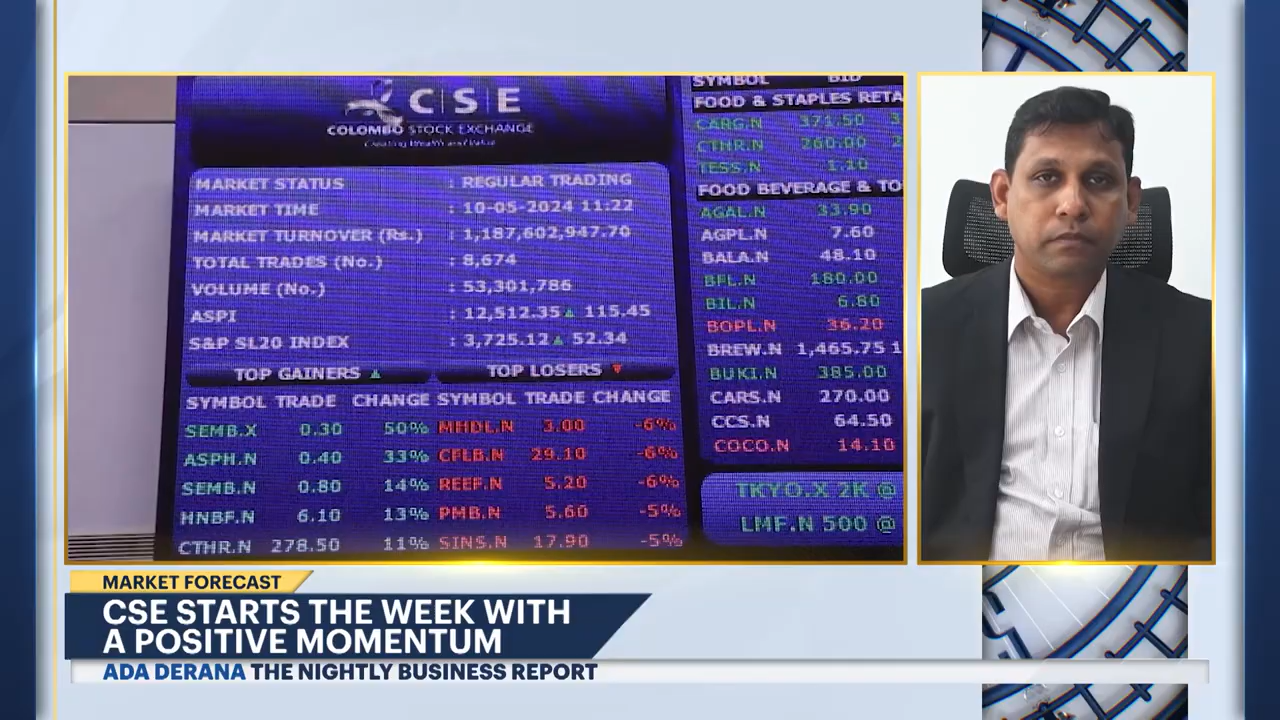 C|S|E
COLOMBO STOCK EXCHANGE
MARKET STATUS : REGULAR TRADING
MARKET TIME : 10-05-2024 11:22
MARKET TURNOVER (Rs.) : 1,187,602,947.70
TOTAL TRADES (No.) : 8,674
VOLUME (No.) : 53,301,786
ASPI : 12,512.35 ▲ 115.45
S&P SL20 INDEX : 3,725.12 ▲ 52.34
TOP GAINERS ▲ TOP LOSERS ▼
SYMBOL TRADE CHANGE SYMBOL TRADE CHANGE
SEMB.X 0.30 50% MHDL.N 3.00 -6%
ASPH.N 0.40 33% CFLB.N 29.10 -6%
SEMB.N 0.80 14% REEF.N 5.20 -6%
HNBF.N 6.10 13% PMB.N 5.60 -5%
CTHR.N 278.50 11% SINS.N 17.90 -5%
SYMBOL BID
FOOD & STAPLES RETA
CARG.N 371.50 3
CTHR.N 260.00 2
TESS.N 1.10
FOOD BEVERAGE & TO
AGAL.N 33.90
AGPL.N 7.60
BALA.N 48.10
BFL.N 180.00
BIL.N 6.80
BOPL.N 36.20
BREW.N 1,465.75 1
BUKI.N 385.00
CARS.N 270.00
CCS.N 64.50
COCO.N 14.10
TKYO.X 2K @
LMF.N 500 @
MARKET FORECAST
CSE STARTS THE WEEK WITH
A POSITIVE MOMENTUM
ADA DERANA THE NIGHTLY BUSINESS REPORT